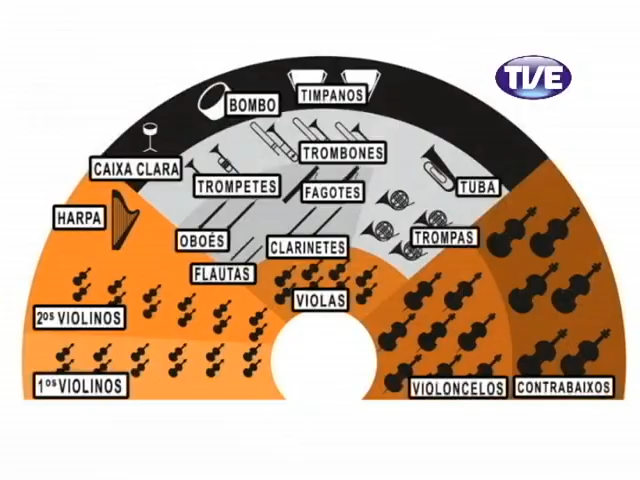 TVE
TIMPANOS
BOMBO
TROMBONES
CAIXA CLARA
TROMPETES
FAGOTES
TUBA
HARPA
OBOÉS
CLARINETES
TROMPAS
FLAUTAS
VIOLAS
2ºs VIOLINOS
1ºs VIOLINOS
VIOLONCELOS
CONTRABAIXOS